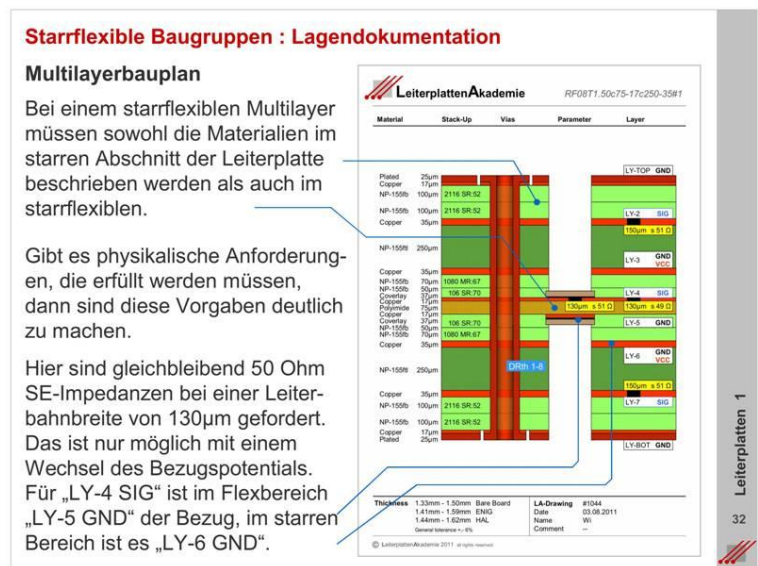 Starrflexible Baugruppen : Lagendokumentation
Multilayerbauplan
Bei einem starrflexiblen Multilayer
müssen sowohl die Materialien im
starren Abschnitt der Leiterplatte
beschrieben werden als auch im
starrflexiblen.
Gibt es physikalische Anforderung-
en, die erfüllt werden müssen,
dann sind diese Vorgaben deutlich
zu machen.
Hier sind gleichbleibend 50 Ohm
SE-Impedanzen bei einer Leiter-
bahnbreite von 130µm gefordert.
Das ist nur möglich mit einem
Wechsel des Bezugspotentials.
Für „LY-4 SIG“ ist im Flexbereich
„LY-5 GND“ der Bezug, im starren
Bereich ist es „LY-6 GND“.
LeiterplattenAkademie RF08T1.50c75-17c250-35#1
Material Stack-Up Vias Parameter Layer
Plated 25µm LY-TOP GND
Copper 17µm
NP-155fb 100µm 2116 SR:52
NP-155fb 100µm 2116 SR:52 LY-2 SIG
Copper 35µm 150µm s 51 Ω
NP-155ftl 250µm LY-3 GND VCC
Copper 35µm
NP-155fb 70µm 1080 MR:67
NP-155fb 50µm 106 SR:70 LY-4 SIG
Coverlay 37µm
Copper 17µm 130µm s 51 Ω 130µm s 49 Ω
Polyimide 75µm
Copper 17µm
Coverlay 37µm 106 SR:70 LY-5 GND
NP-155fb 50µm
NP-155fb 70µm 1080 MR:67
Copper 35µm LY-6 GND VCC
NP-155ftl 250µm DRth 1-8
150µm s 51 Ω
Copper 35µm
NP-155fb 100µm 2116 SR:52 LY-7 SIG
NP-155fb 100µm 2116 SR:52
Copper 17µm
Plated 25µm LY-BOT GND
Thickness 1.33mm - 1.50mm Bare Board LA-Drawing #1044
1.41mm - 1.59mm ENIG Date 03.08.2011
1.44mm - 1.62mm HAL Name Wi
General tolerance +,- 6% Comment --
© LeiterplattenAkademie 2011 all rights reserved
Leiterplatten 1
32